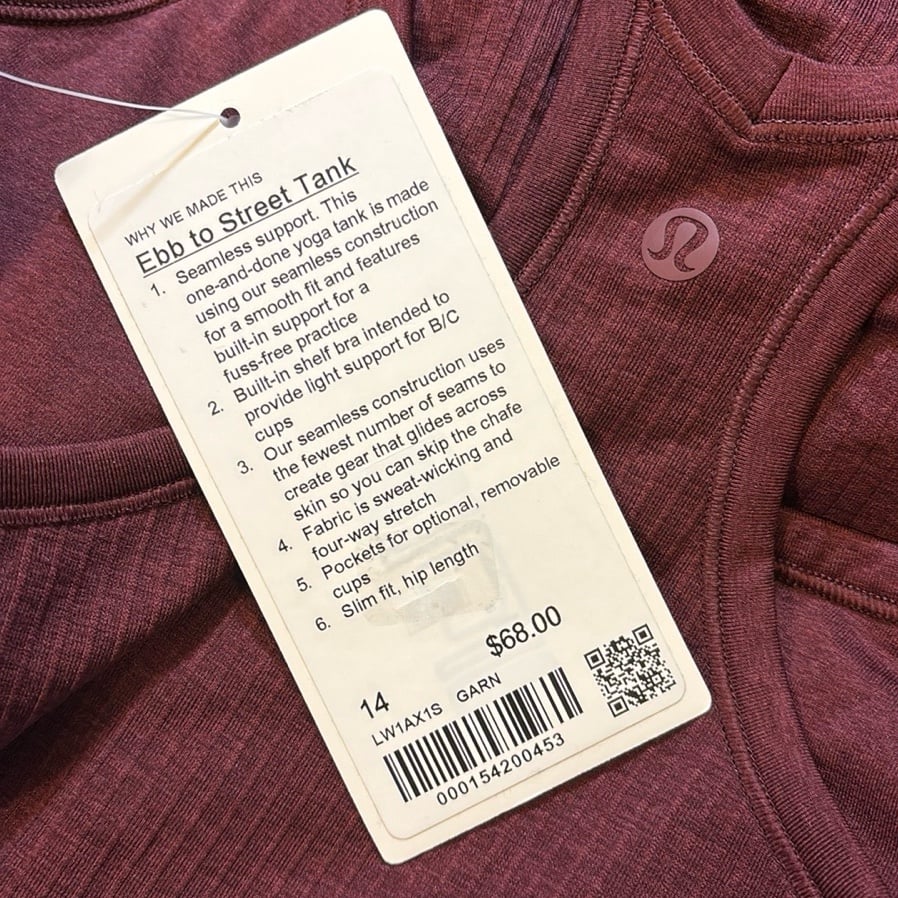 WHY WE MADE THIS
Ebb to Street Tank
1. Seamless support. This
one-and-done yoga tank is made
using our seamless construction
for a smooth fit and features
built-in support for a
fuss-free practice
2. Built-in shelf bra intended to
provide light support for B/C
cups
3. Our seamless construction uses
the fewest number of seams to
create gear that glides across
skin so you can skip the chafe
4. Fabric is sweat-wicking and
four-way stretch
5. Pockets for optional, removable
cups
6. Slim fit, hip length
$68.00
14
LW1AX1S GARN
000154200453